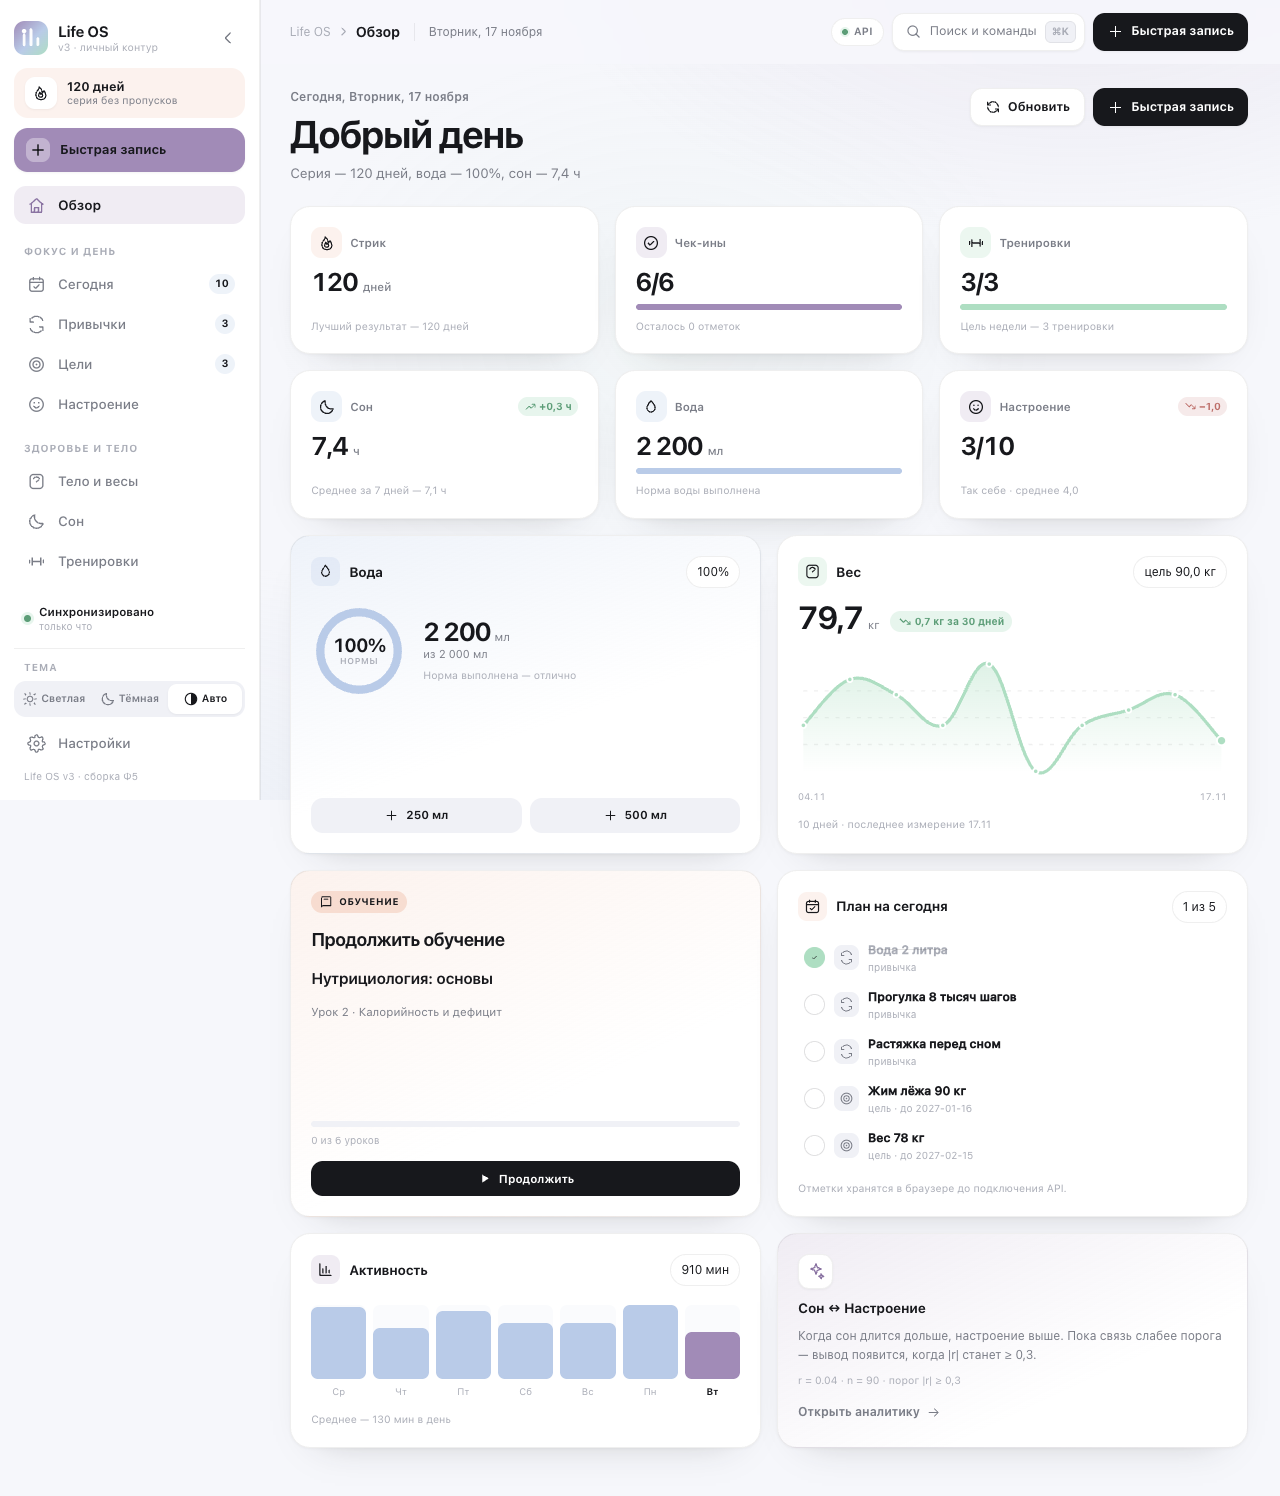 Life OS
v3 · личный контур
120 дней
серия без пропусков
Быстрая запись
Обзор
ФОКУС И ДЕНЬ
Сегодня 10
Привычки 3
Цели 3
Настроение
ЗДОРОВЬЕ И ТЕЛО
Тело и весы
Сон
Тренировки
Синхронизировано
только что
ТЕМА
Светлая Тёмная Авто
Настройки
Life OS v3 · сборка Ф5
Life OS Обзор Вторник, 17 ноября
API Поиск и команды ⌘K Быстрая запись
Сегодня, Вторник, 17 ноября
Добрый день
Серия — 120 дней, вода — 100%, сон — 7,4 ч
Обновить Быстрая запись
Стрик
120 дней
Лучший результат — 120 дней
Чек-ины
6/6
Осталось 0 отметок
Тренировки
3/3
Цель недели — 3 тренировки
Сон +0,3 ч
7,4 ч
Среднее за 7 дней — 7,1 ч
Вода
2 200 мл
Норма воды выполнена
Настроение −1,0
3/10
Так себе · среднее 4,0
Вода 100%
100%
НОРМЫ
2 200 мл
из 2 000 мл
Норма выполнена — отлично
250 мл 500 мл
Вес цель 90,0 кг
79,7 кг 0,7 кг за 30 дней
04.11 17.11
10 дней · последнее измерение 17.11
ОБУЧЕНИЕ
Продолжить обучение
Нутрициология: основы
Урок 2 · Калорийность и дефицит
0 из 6 уроков
Продолжить
План на сегодня 1 из 5
Вода 2 литра
привычка
Прогулка 8 тысяч шагов
привычка
Растяжка перед сном
привычка
Жим лёжа 90 кг
цель · до 2027-01-16
Вес 78 кг
цель · до 2027-02-15
Отметки хранятся в браузере до подключения API.
Активность 910 мин
Ср Чт Пт Сб Вс Пн Вт
Среднее — 130 мин в день
Сон ↔ Настроение
Когда сон длится дольше, настроение выше. Пока связь слабее порога
— вывод появится, когда |r| станет ≥ 0,3.
r = 0.04 · n = 90 · порог |r| ≥ 0,3
Открыть аналитику →